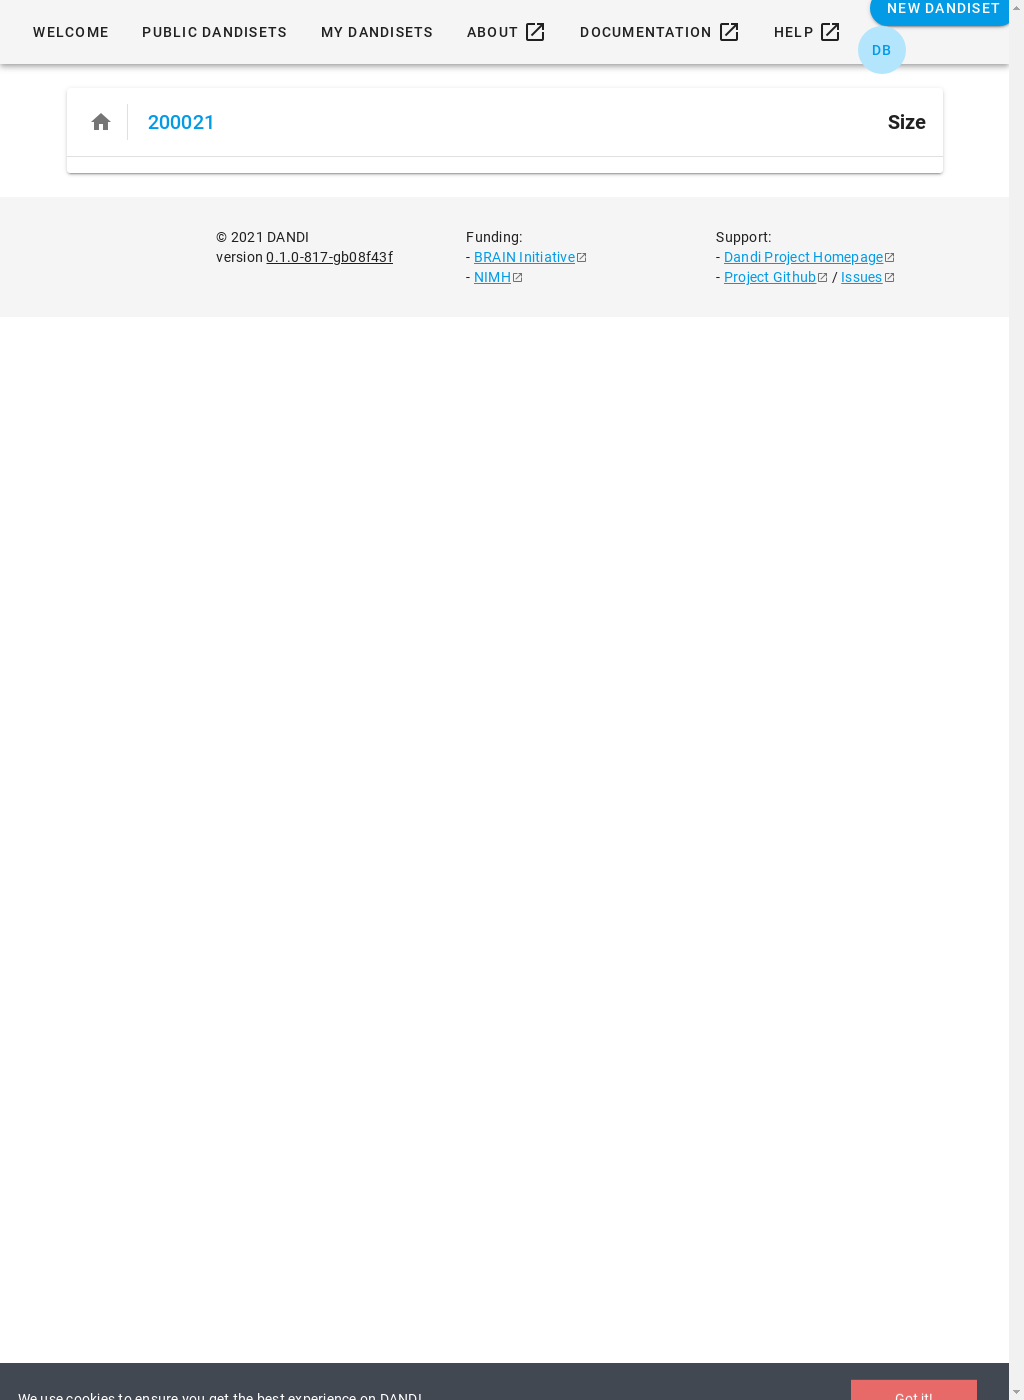 NEW DANDISET
WELCOME PUBLIC DANDISETS MY DANDISETS ABOUT DOCUMENTATION HELP
DB
200021 Size
© 2021 DANDI
version 0.1.0-817-gb08f43f
Funding:
- BRAIN Initiative
- NIMH
Support:
- Dandi Project Homepage
- Project Github / Issues
We use cookies to ensure you get the best experience on DANDI.
Got it!